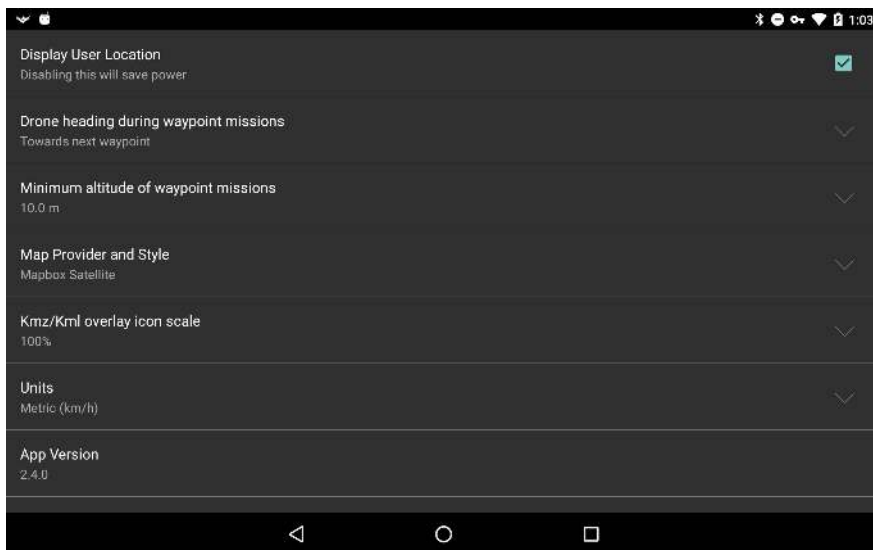 1:03
Display User Location
Disabling this will save power
Drone heading during waypoint missions
Towards next waypoint
Minimum altitude of waypoint missions
10.0 m
Map Provider and Style
Mapbox Satellite
Kmz/Kml overlay icon scale
100%
Units
Metric (km/h)
App Version
2.4.0